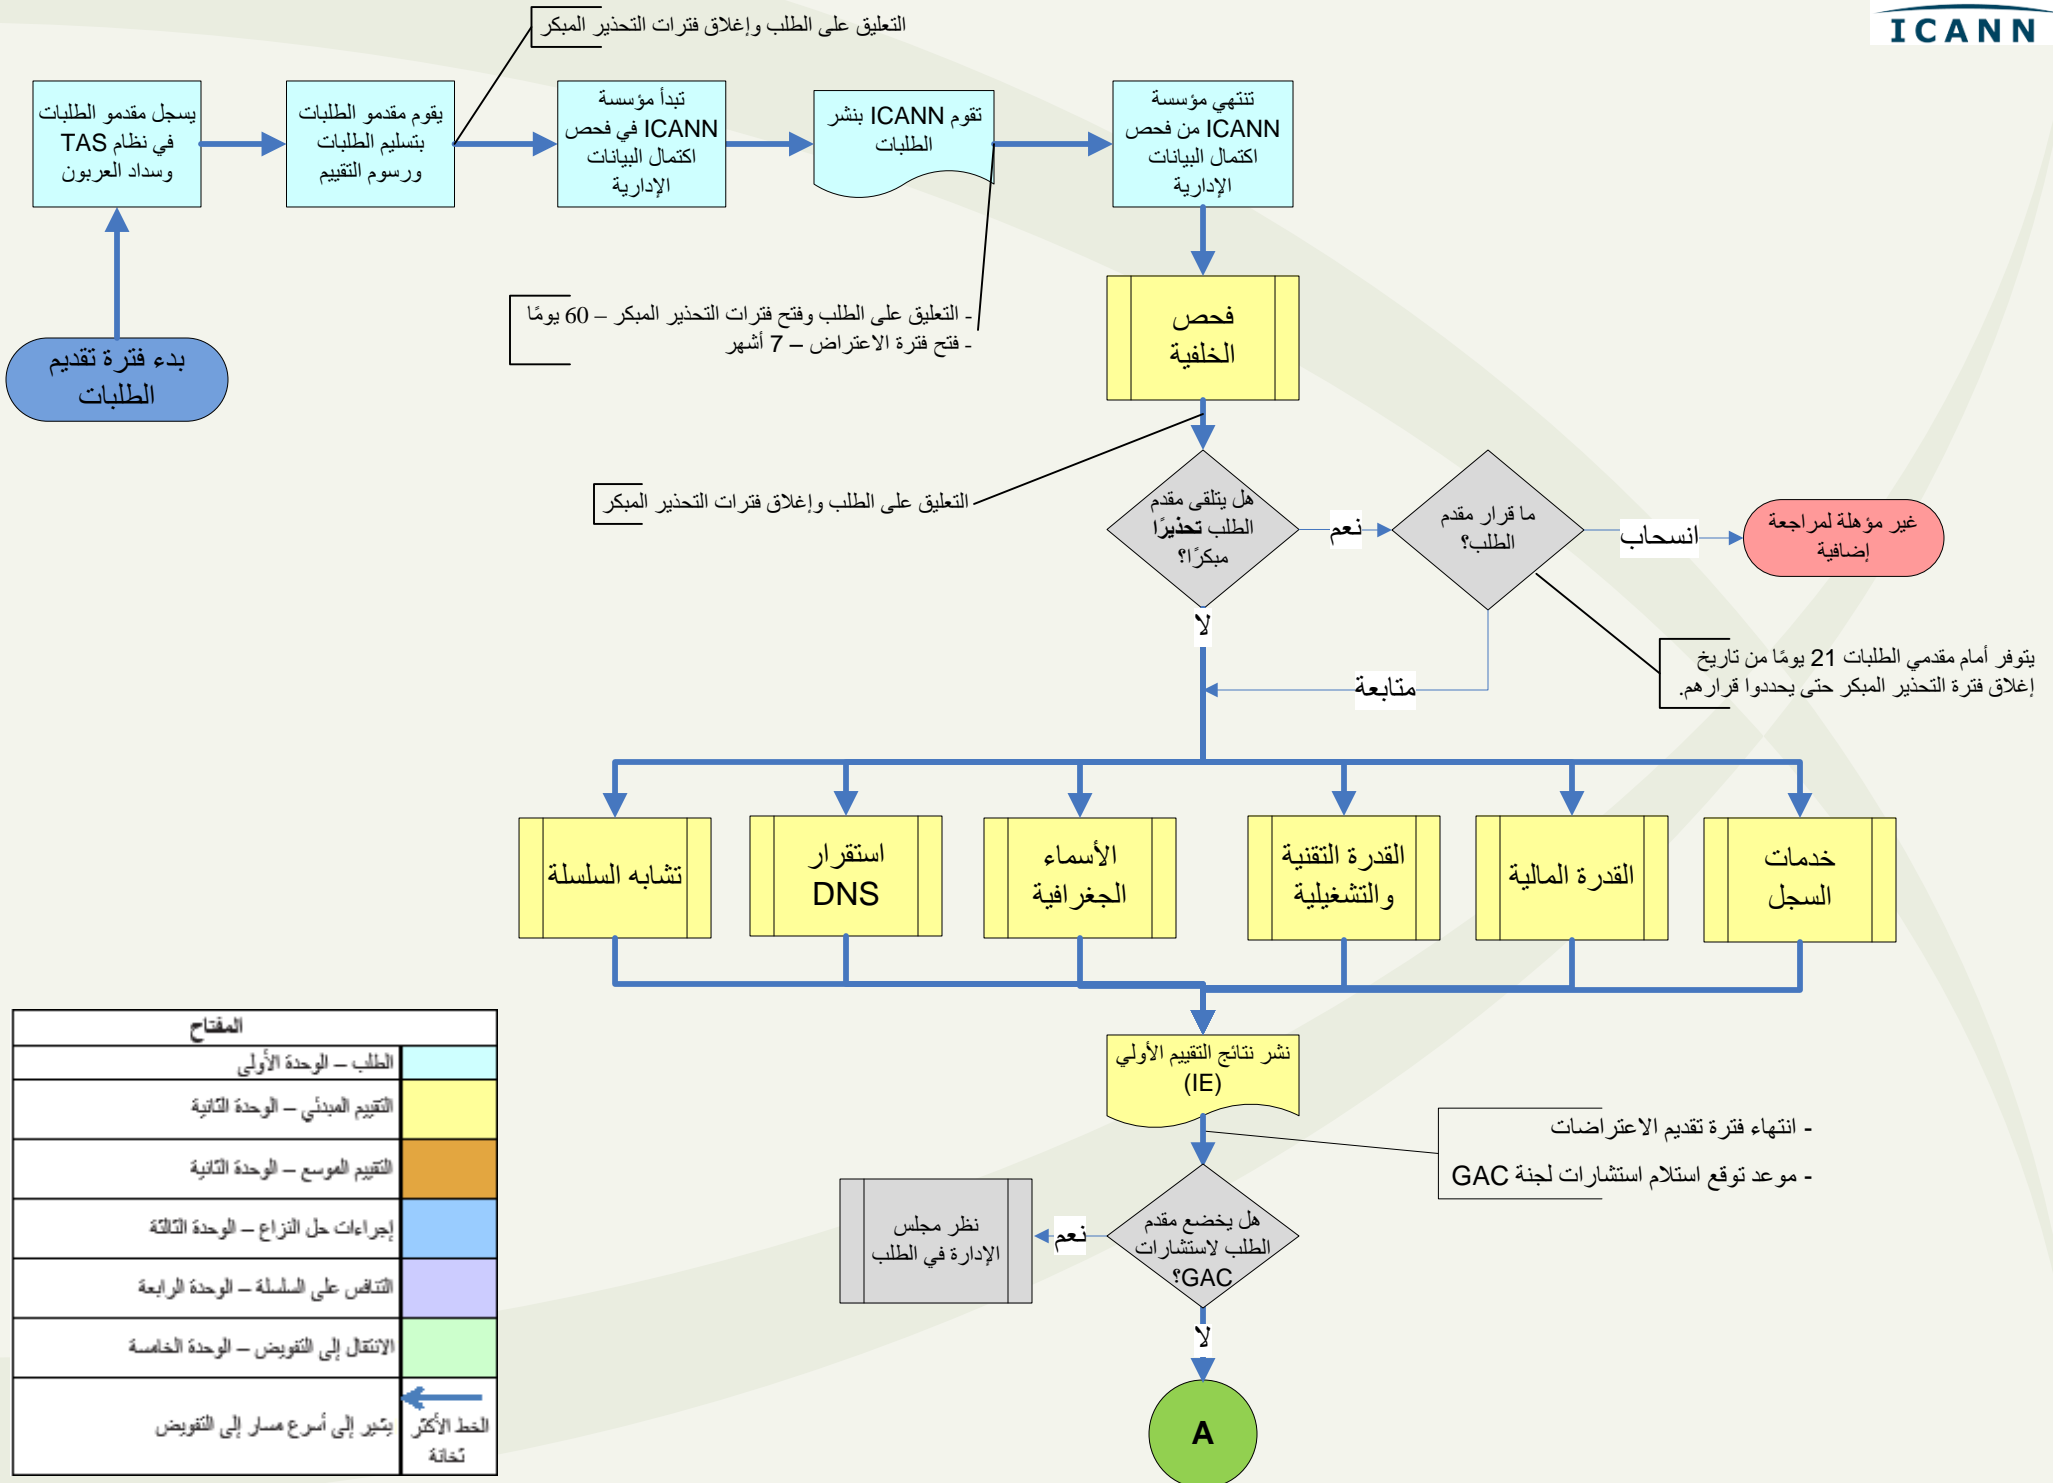 ICANN
التعليق على الطلب وإغلاق فترات التحذير المبكر
يسجل مقدمو الطلبات
في نظام TAS
وسداد العربون
يقوم مقدمو الطلبات
بتسليم الطلبات
ورسوم التقييم
تبدأ مؤسسة
ICANN في فحص
اكتمال البيانات
الإدارية
تقوم ICANN بنشر
الطلبات
تنتهي مؤسسة
ICANN من فحص
اكتمال البيانات
الإدارية
- التعليق على الطلب وفتح فترات التحذير المبكر – 60 يومًا
- فتح فترة الاعتراض – 7 أشهر
بدء فترة تقديم
الطلبات
فحص
الخلفية
التعليق على الطلب وإغلاق فترات التحذير المبكر
هل يتلقى مقدم
الطلب تحذيرًا
مبكرًا؟
نعم
ما قرار مقدم
الطلب؟
انسحاب
غير مؤهلة لمراجعة
إضافية
لا
متابعة
يتوفر أمام مقدمي الطلبات 21 يومًا من تاريخ
إغلاق فترة التحذير المبكر حتى يحددوا قرارهم.
تشابه السلسلة
استقرار
DNS
الأسماء
الجغرافية
القدرة التقنية
والتشغيلية
القدرة المالية
خدمات
السجل
نشر نتائج التقييم الأولي
(IE)
- انتهاء فترة تقديم الاعتراضات
- موعد توقع استلام استشارات لجنة GAC
هل يخضع مقدم
الطلب لاستشارات
GAC؟
نعم
نظر مجلس
الإدارة في الطلب
لا
A
المفتاح
الطلب – الوحدة الأولى
التقييم المبدئي – الوحدة الثانية
التقييم الموسع – الوحدة الثانية
إجراءات حل النزاع – الوحدة الثالثة
التنافس على السلسلة – الوحدة الرابعة
الانتقال إلى التفويض – الوحدة الخامسة
الخط الأكثر
ثخانة
يشير إلى أسرع مسار إلى التفويض